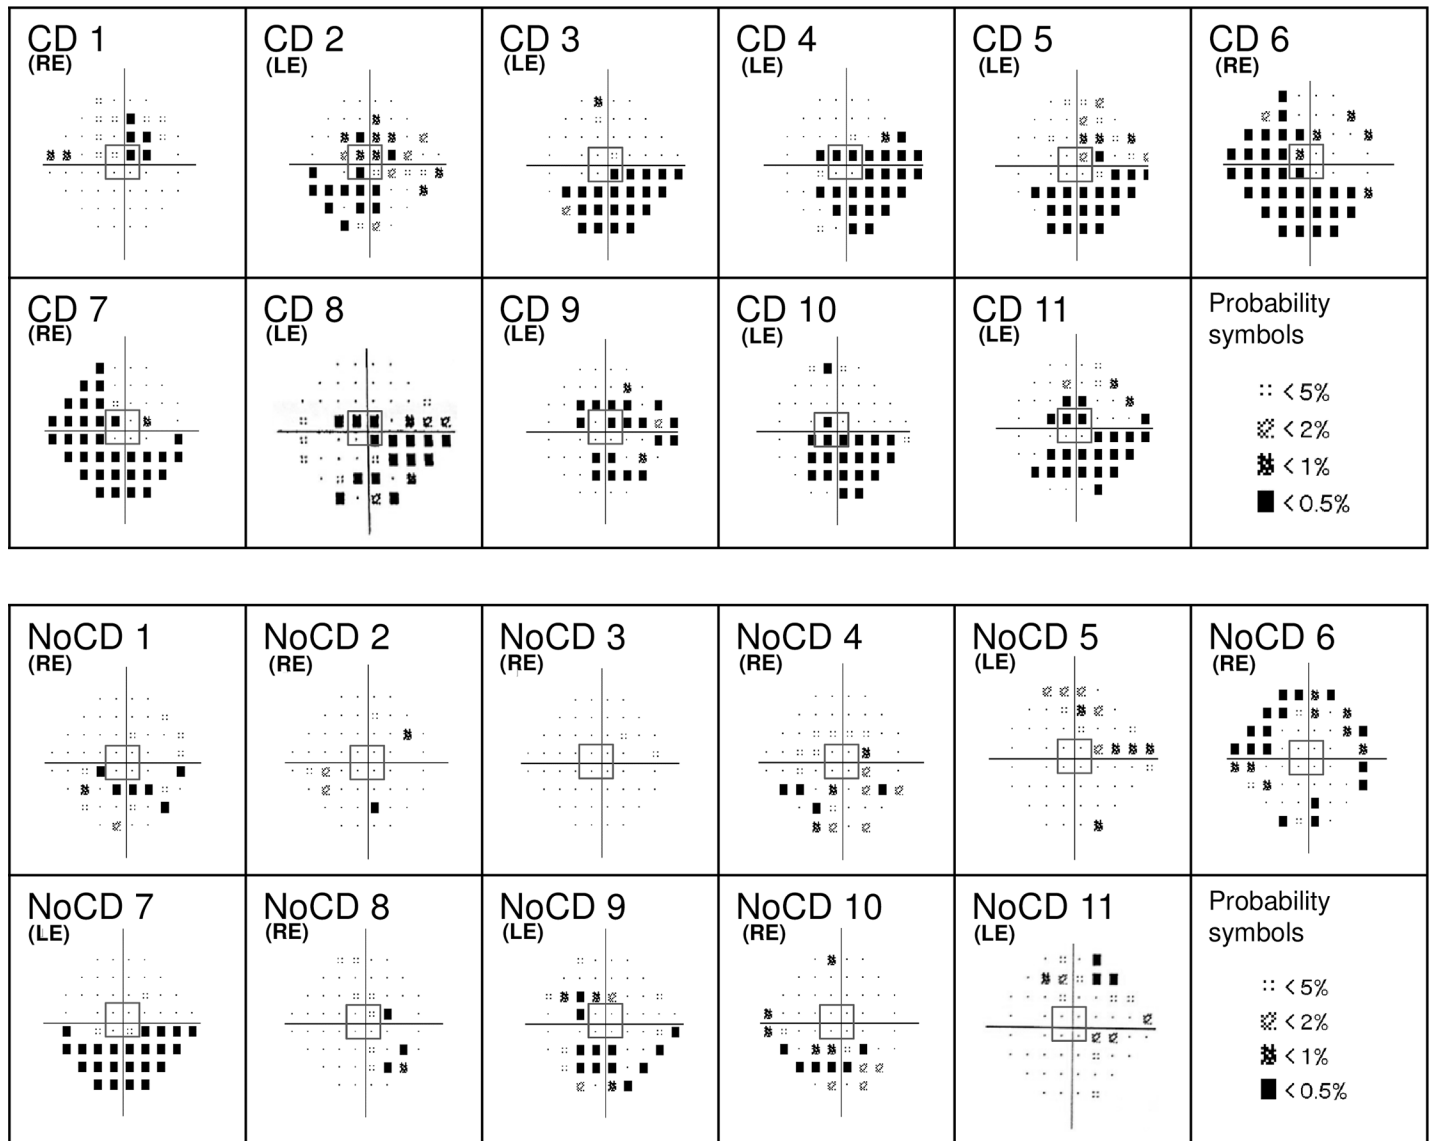 CD 1
(RE)
CD 2
(LE)
CD 3
(LE)
CD 4
(LE)
CD 5
(LE)
CD 6
(RE)
CD 7
(RE)
CD 8
(LE)
CD 9
(LE)
CD 10
(LE)
CD 11
(LE)
Probability
symbols
<5%
<2%
<1%
<0.5%
NoCD 1
(RE)
NoCD 2
(RE)
NoCD 3
(RE)
NoCD 4
(RE)
NoCD 5
(LE)
NoCD 6
(RE)
NoCD 7
(LE)
NoCD 8
(RE)
NoCD 9
(LE)
NoCD 10
(RE)
NoCD 11
(LE)
Probability
symbols
<5%
<2%
<1%
<0.5%